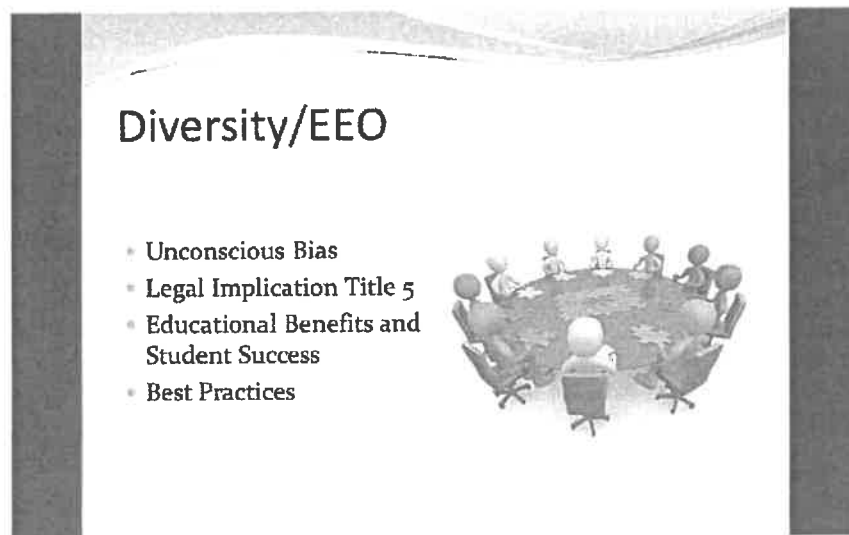 Diversity/EEO
Unconscious Bias
Legal Implication Title 5
Educational Benefits and
Student Success
Best Practices